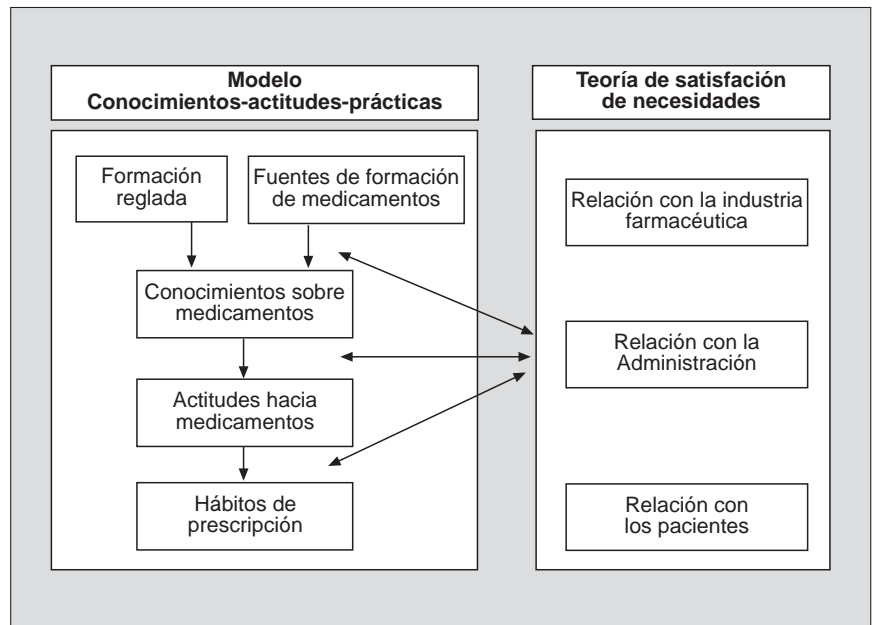 Modelo
Conocimientos-actitudes-prácticas
Formación
reglada
Fuentes de formación
de medicamentos
Conocimientos sobre
medicamentos
Actitudes hacia
medicamentos
Hábitos de
prescripción
Teoría de satisfacción
de necesidades
Relación con la industria
farmacéutica
Relación con la
Administración
Relación con
los pacientes